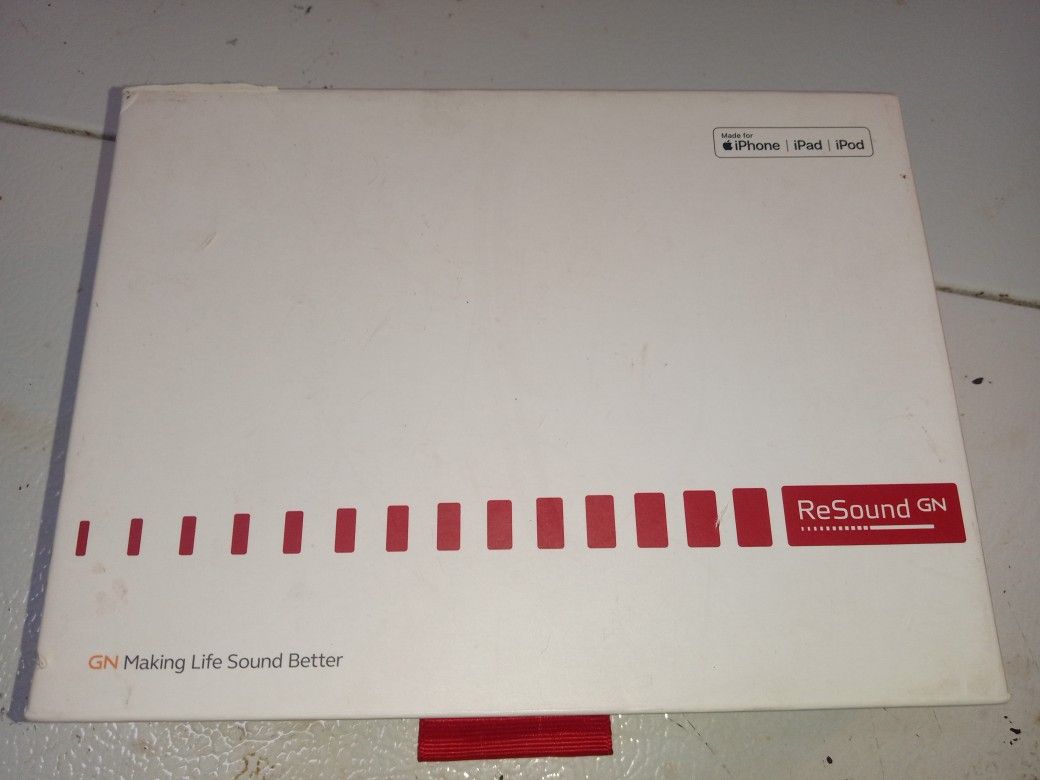 Made for
iPhone | iPad | iPod
ReSound GN
GN Making Life Sound Better